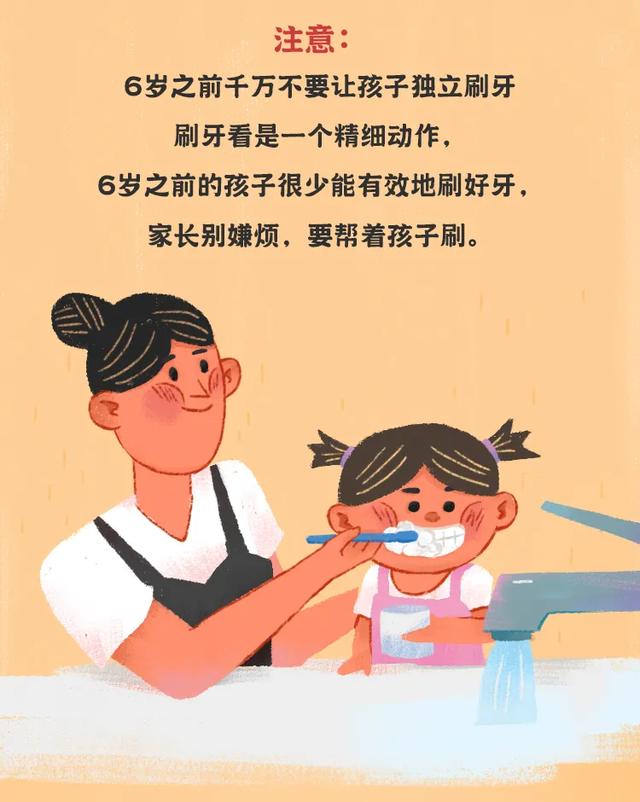 注意：
6岁之前千万不要让孩子独立刷牙
刷牙看是一个精细动作，
6岁之前的孩子很少能有效地刷好牙，
家长别嫌烦，要帮着孩子刷。